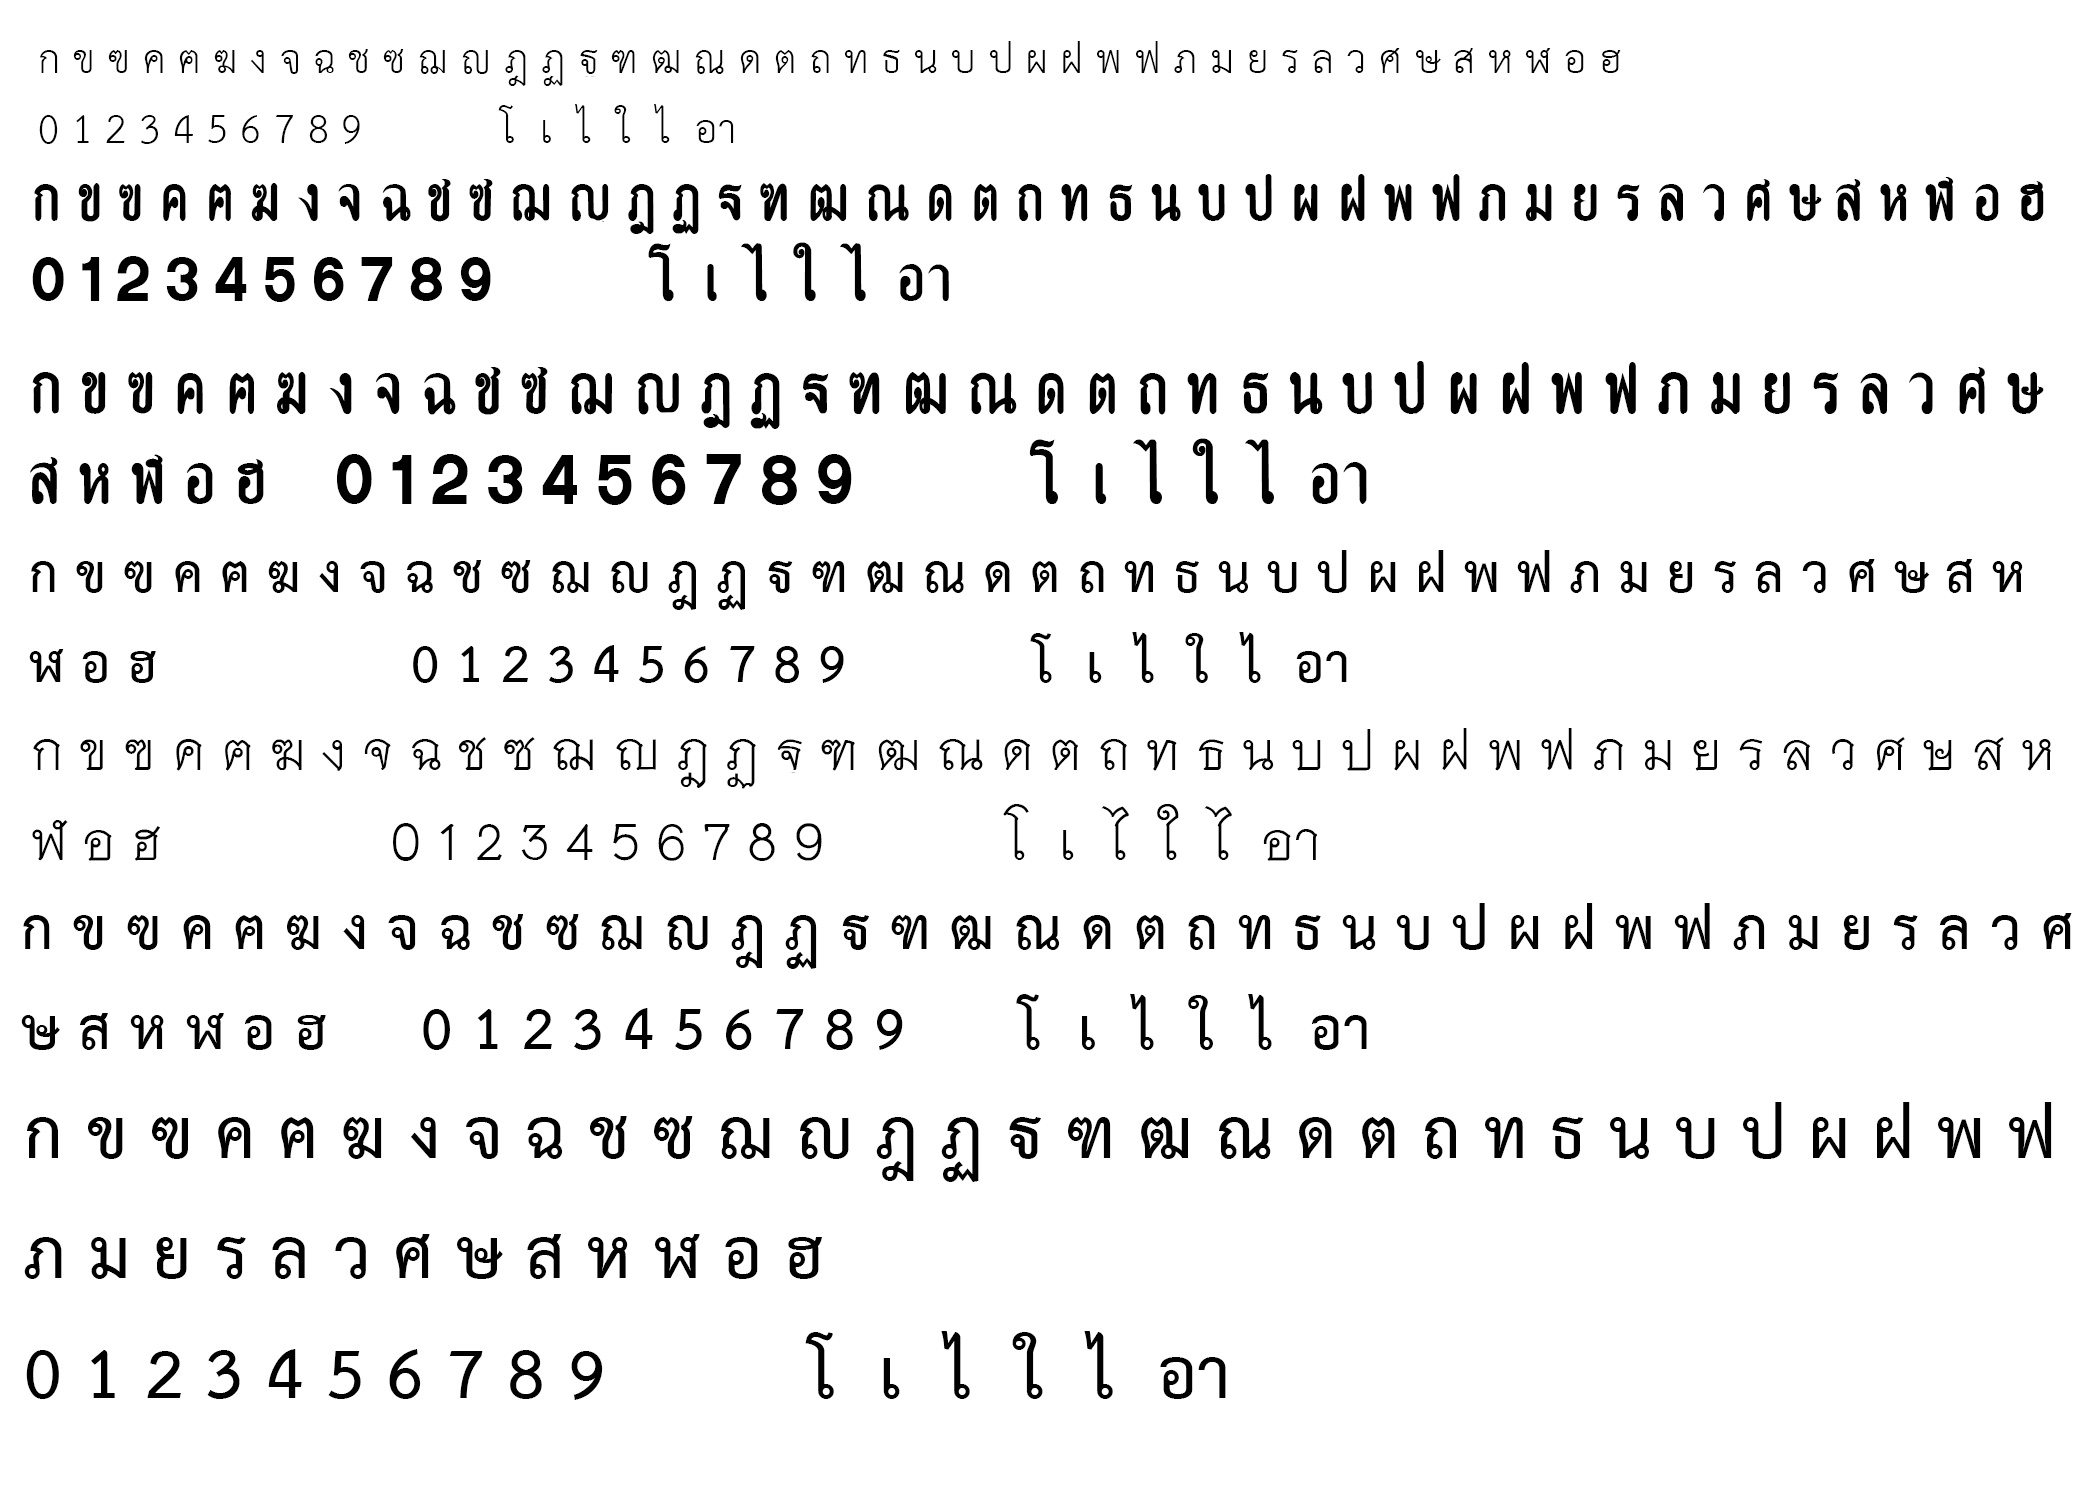 ก ข ฃ ค ฅ ฆ ง จ ฉ ช ซ ฌ ญ ฎ ฏ ฐ ฑ ฒ ณ ด ต ถ ท ธ น บ ป ผ ฝ พ ฟ ภ ม ย ร ล ว ศ ษ ส ห ฬ อ ฮ
0 1 2 3 4 5 6 7 8 9 โ เ ไ ใ ไ อา
ก ข ฃ ค ฅ ฆ ง จ ฉ ช ซ ฌ ญ ฎ ฏ ฐ ฑ ฒ ณ ด ต ถ ท ธ น บ ป ผ ฝ พ ฟ ภ ม ย ร ล ว ศ ษ ส ห ฬ อ ฮ
0 1 2 3 4 5 6 7 8 9 โ เ ไ ใ ไ อา
ก ข ฃ ค ฅ ฆ ง จ ฉ ช ซ ฌ ญ ฎ ฏ ฐ ฑ ฒ ณ ด ต ถ ท ธ น บ ป ผ ฝ พ ฟ ภ ม ย ร ล ว ศ ษ
ส ห ฬ อ ฮ 0 1 2 3 4 5 6 7 8 9 โ เ ไ ใ ไ อา
ก ข ฃ ค ฅ ฆ ง จ ฉ ช ซ ฌ ญ ฎ ฏ ฐ ฑ ฒ ณ ด ต ถ ท ธ น บ ป ผ ฝ พ ฟ ภ ม ย ร ล ว ศ ษ ส ห
ฬ อ ฮ 0 1 2 3 4 5 6 7 8 9 โ เ ไ ใ ไ อา
ก ข ฃ ค ฅ ฆ ง จ ฉ ช ซ ฌ ญ ฎ ฏ ฐ ฑ ฒ ณ ด ต ถ ท ธ น บ ป ผ ฝ พ ฟ ภ ม ย ร ล ว ศ ษ ส ห
ฬ อ ฮ 0 1 2 3 4 5 6 7 8 9 โ เ ไ ใ ไ อา
ก ข ฃ ค ฅ ฆ ง จ ฉ ช ซ ฌ ญ ฎ ฏ ฐ ฑ ฒ ณ ด ต ถ ท ธ น บ ป ผ ฝ พ ฟ ภ ม ย ร ล ว ศ
ษ ส ห ฬ อ ฮ 0 1 2 3 4 5 6 7 8 9 โ เ ไ ใ ไ อา
ก ข ฃ ค ฅ ฆ ง จ ฉ ช ซ ฌ ญ ฎ ฏ ฐ ฑ ฒ ณ ด ต ถ ท ธ น บ ป ผ ฝ พ ฟ
ภ ม ย ร ล ว ศ ษ ส ห ฬ อ ฮ
0 1 2 3 4 5 6 7 8 9 โ เ ไ ใ ไ อา